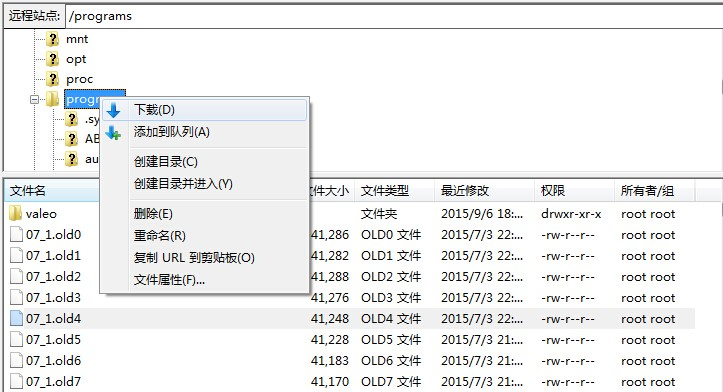 远程站点: /programs
mnt
opt
proc
下载(D)
添加到队列(A)
创建目录(C)
创建目录并进入(Y)
删除(E)
重命名(R)
复制 URL 到剪贴板(O)
文件属性(F)...
文件名 文件大小 文件类型 最近修改 权限 所有者/组
valeo 文件夹 2015/9/6 18:... drwxr-xr-x root root
07_1.old0 41,286 OLD0 文件 2015/7/3 22:... -rw-r--r-- root root
07_1.old1 41,282 OLD1 文件 2015/7/3 22:... -rw-r--r-- root root
07_1.old2 41,288 OLD2 文件 2015/7/3 22:... -rw-r--r-- root root
07_1.old3 41,276 OLD3 文件 2015/7/3 22:... -rw-r--r-- root root
07_1.old4 41,248 OLD4 文件 2015/7/3 22:... -rw-r--r-- root root
07_1.old5 41,228 OLD5 文件 2015/7/3 21:... -rw-r--r-- root root
07_1.old6 41,183 OLD6 文件 2015/7/3 21:... -rw-r--r-- root root
07_1.old7 41,170 OLD7 文件 2015/7/3 21:... -rw-r--r-- root root